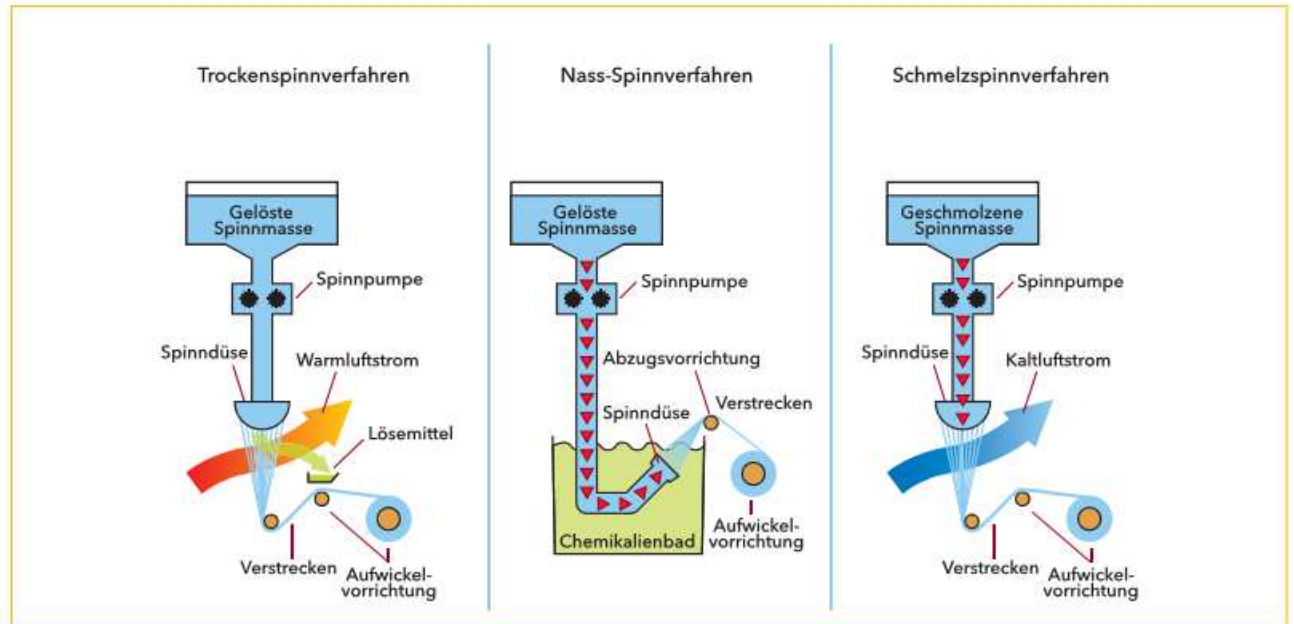 Trockenspinnverfahren
Gelöste
Spinnmasse
Spinnpumpe
Spinndüse
Warmluftstrom
Lösemittel
Verstrecken
Aufwickel-
vorrichtung
Nass-Spinnverfahren
Gelöste
Spinnmasse
Spinnpumpe
Abzugsvorrichtung
Verstrecken
Spinndüse
Aufwickel-
vorrichtung
Chemikalienbad
Schmelzspinnverfahren
Geschmolzene
Spinnmasse
Spinnpumpe
Spinndüse
Kaltluftstrom
Verstrecken
Aufwickel-
vorrichtung